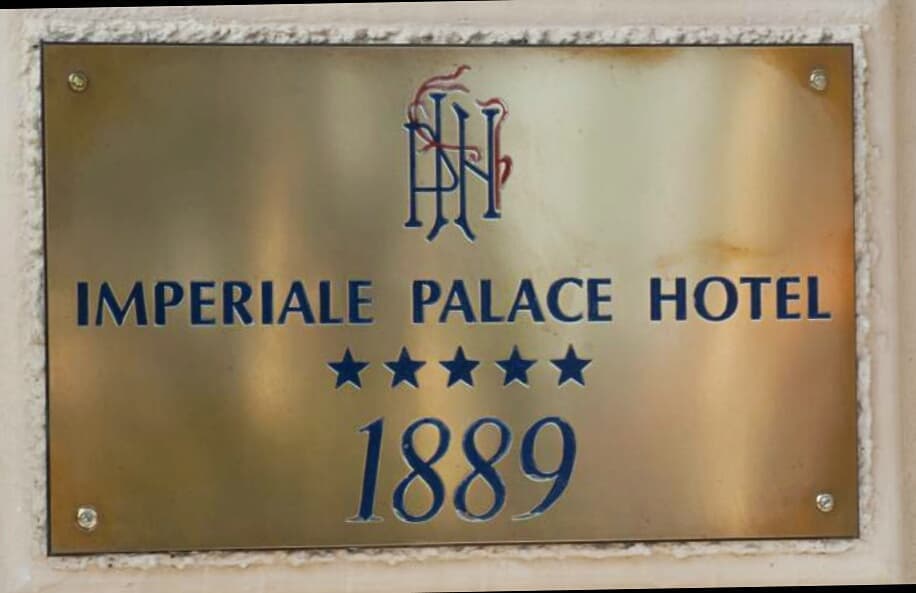 IMPERIALE PALACE HOTEL
1889